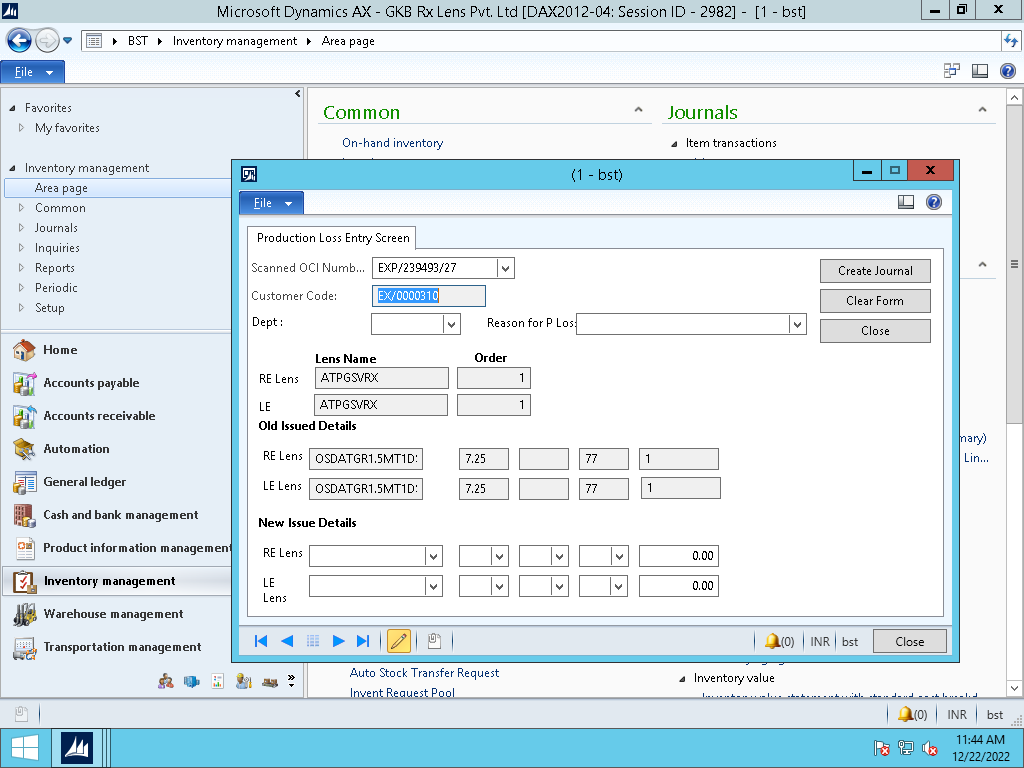 Microsoft Dynamics AX - GKB Rx Lens Pvt. Ltd [DAX2012-04: Session ID - 2982] - [1 - bst]
BST Inventory management Area page
File
Favorites
My favorites
Inventory management
Area page
Common
Journals
Inquiries
Reports
Periodic
Setup
Home
Accounts payable
Accounts receivable
Automation
General ledger
Cash and bank management
Product information management
Inventory management
Warehouse management
Transportation management
Common
On-hand inventory
Journals
Item transactions
(1 - bst)
File
Production Loss Entry Screen
Scanned OCI Numb... EXP/239493/27
Customer Code: EX/0000310
Dept : Reason for P Los:
Create Journal
Clear Form
Close
Lens Name Order
RE Lens ATPGSVRX 1
LE ATPGSVRX 1
Old Issued Details
RE Lens OSDATGR1.5MT1D: 7.25 77 1
LE Lens OSDATGR1.5MT1D: 7.25 77 1
New Issue Details
RE Lens 0.00
LE Lens 0.00
(0) INR bst Close
mary)
Lin...
Auto Stock Transfer Request
Invent Request Pool
Inventory value
Inventory value statement with standard cost breakd
(0) INR bst
11:44 AM
12/22/2022